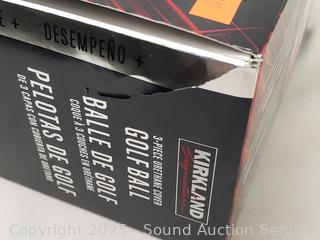 E + DESEMPEÑO +
KIRKLAND
Signature
3-PIECE URETHANE COVER
GOLF BALL
BALLE DE GOLF
COQUE À 3 COUCHES EN URÉTHANE
PELOTAS DE GOLF
DE 3 CAPAS CON CUBIERTA DE URETANO
Copyright 2025 - Sound Auction Service